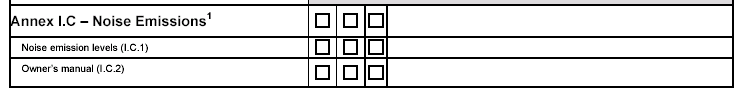 Annex I.C – Noise Emissions1
Noise emission levels (I.C.1)
Owner's manual (I.C.2)